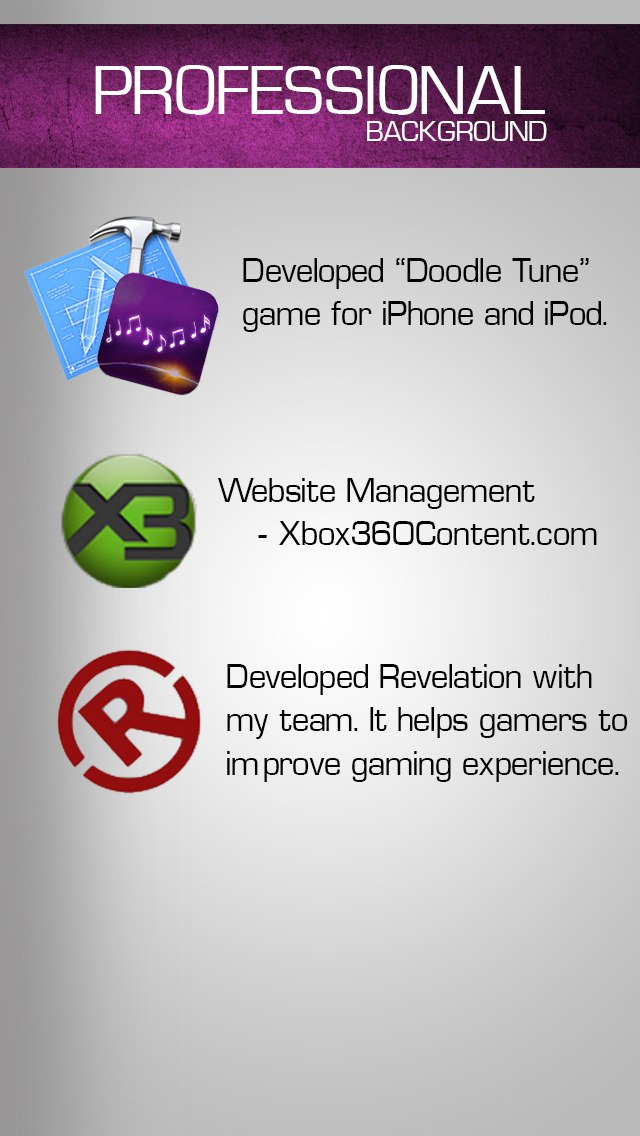 PROFESSIONAL
BACKGROUND
Developed “Doodle Tune”
game for iPhone and iPod.
X3
Website Management
- Xbox360Content.com
R
Developed Revelation with
my team. It helps gamers to
improve gaming experience.